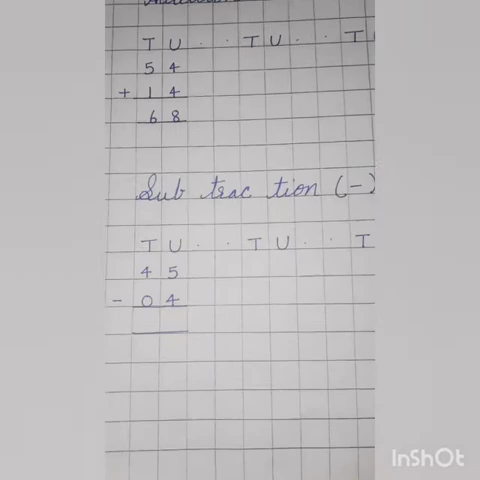 T U . . T U . . T
5 4
+ 1 4
6 8
Sub trac tion (-)
T U . . T U . . T
4 5
- 0 4
InShOt